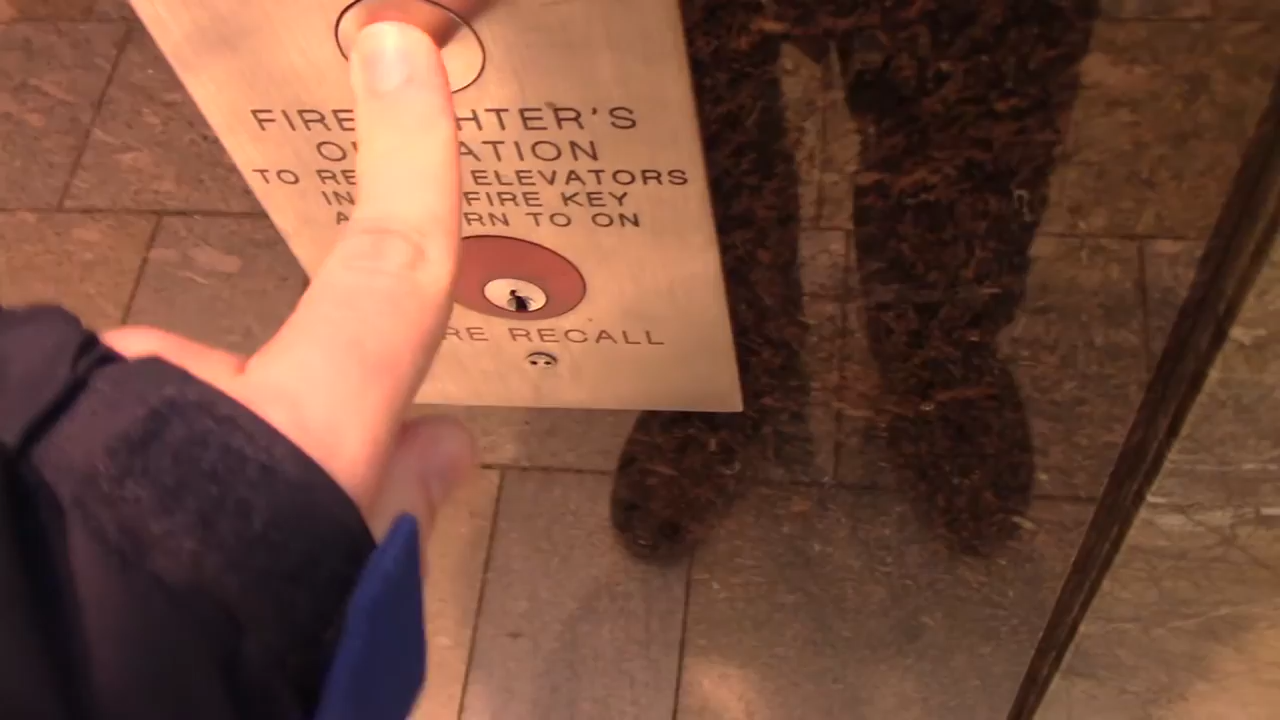 FIRE HTER'S
O ATION
TO RE ELEVATORS
IN FIRE KEY
A RN TO ON
RE RECALL